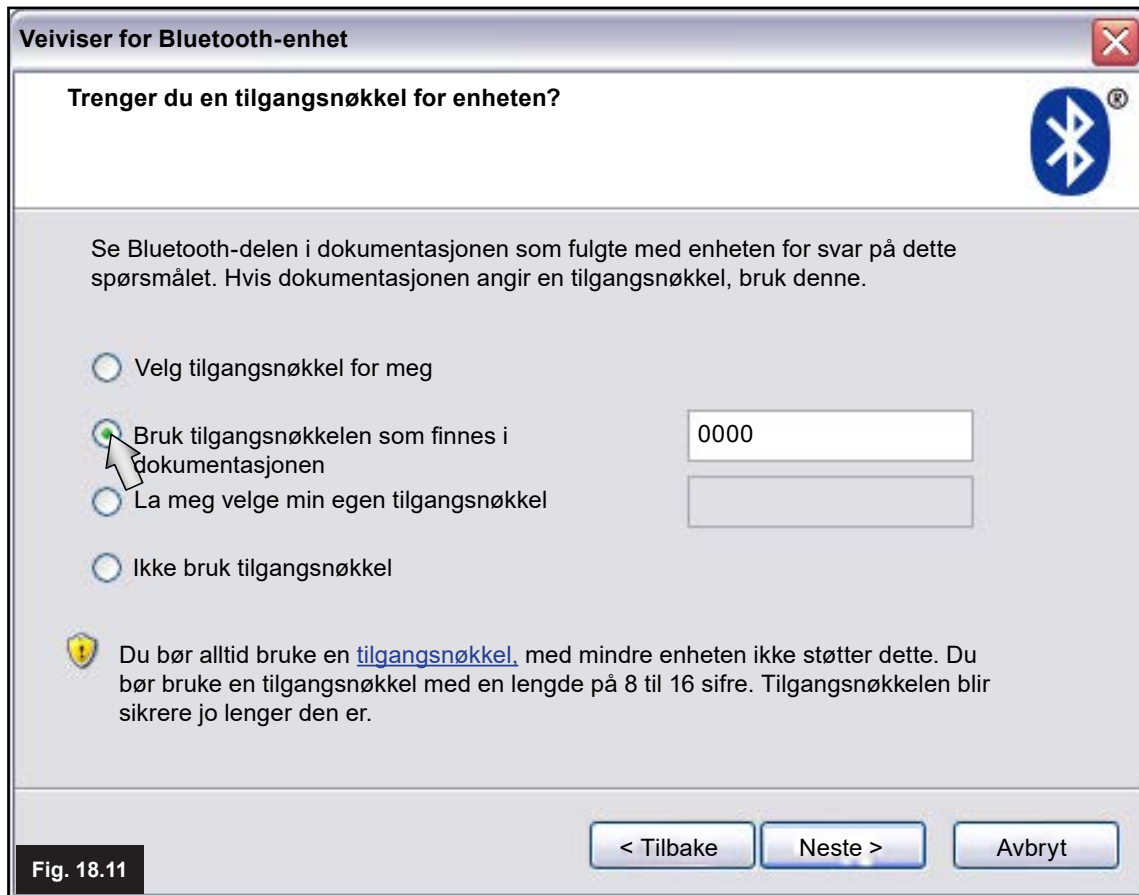 Veiviser for Bluetooth-enhet
Trenger du en tilgangsnøkkel for enheten?
®
Se Bluetooth-delen i dokumentasjonen som fulgte med enheten for svar på dette
spørsmålet. Hvis dokumentasjonen angir en tilgangsnøkkel, bruk denne.
Velg tilgangsnøkkel for meg
Bruk tilgangsnøkkelen som finnes i
dokumentasjonen
0000
La meg velge min egen tilgangsnøkkel
Ikke bruk tilgangsnøkkel
Du bør alltid bruke en tilgangsnøkkel, med mindre enheten ikke støtter dette. Du
bør bruke en tilgangsnøkkel med en lengde på 8 til 16 sifre. Tilgangsnøkkelen blir
sikrere jo lenger den er.
< Tilbake Neste > Avbryt
Fig. 18.11